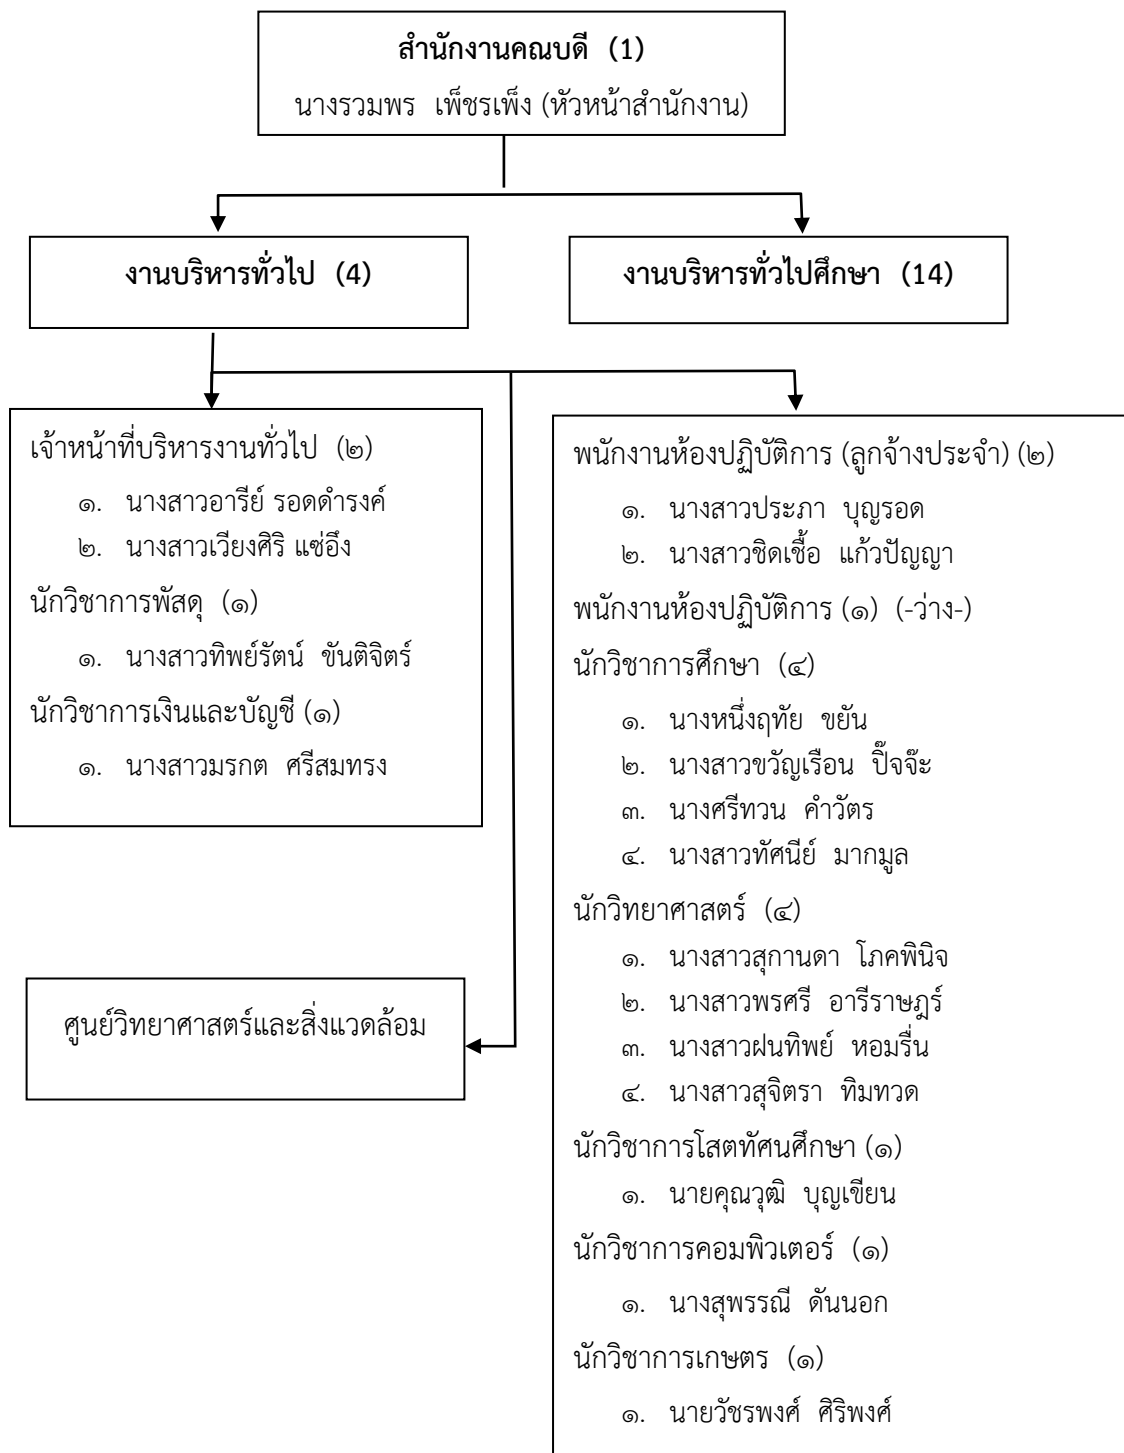 สำนักงานคณบดี (1)
นางรวมพร เพ็ชรเพ็ง (หัวหน้าสำนักงาน)
งานบริหารทั่วไป (4)
งานบริหารทั่วไปศึกษา (14)
เจ้าหน้าที่บริหารงานทั่วไป (๒)
๑. นางสาวอารีย์ รอดดำรงค์
๒. นางสาวเวียงศิริ แซ่อึง
นักวิชาการพัสดุ (๑)
๑. นางสาวทิพย์รัตน์ ขันติจิตร์
นักวิชาการเงินและบัญชี (๑)
๑. นางสาวมรกต ศรีสมทรง
ศูนย์วิทยาศาสตร์และสิ่งแวดล้อม
พนักงานห้องปฏิบัติการ (ลูกจ้างประจำ) (๒)
๑. นางสาวประภา บุญรอด
๒. นางสาวชิดเชื้อ แก้วปัญญา
พนักงานห้องปฏิบัติการ (๑) (-ว่าง-)
นักวิชาการศึกษา (๔)
๑. นางหนึ่งฤทัย ขยัน
๒. นางสาวขวัญเรือน ปิ๊จจ๊ะ
๓. นางศรีทวน คำวัตร
๔. นางสาวทัศนีย์ มากมูล
นักวิทยาศาสตร์ (๔)
๑. นางสาวสุกานดา โภคพินิจ
๒. นางสาวพรศรี อารีราษฎร์
๓. นางสาวฝนทิพย์ หอมรื่น
๔. นางสาวสุจิตรา ทิมทวด
นักวิชาการโสตทัศนศึกษา (๑)
๑. นายคุณวุฒิ บุญเขียน
นักวิชาการคอมพิวเตอร์ (๑)
๑. นางสุพรรณี ดันนอก
นักวิชาการเกษตร (๑)
๑. นายวัชรพงศ์ ศิริพงศ์